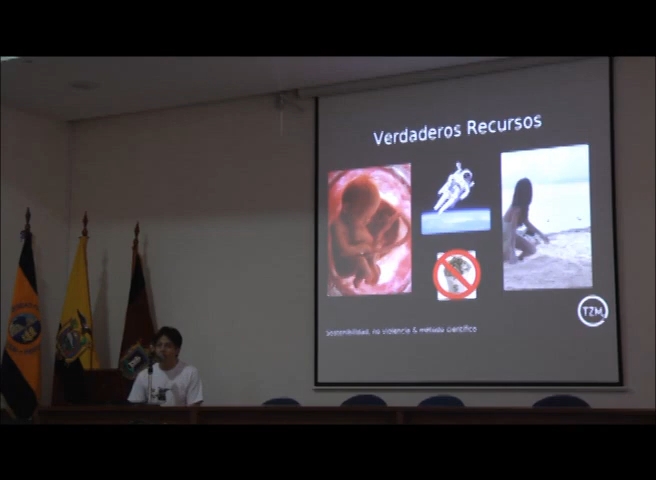 Verdaderos Recursos
TZM
Sostenibilidad, no violencia & método científico